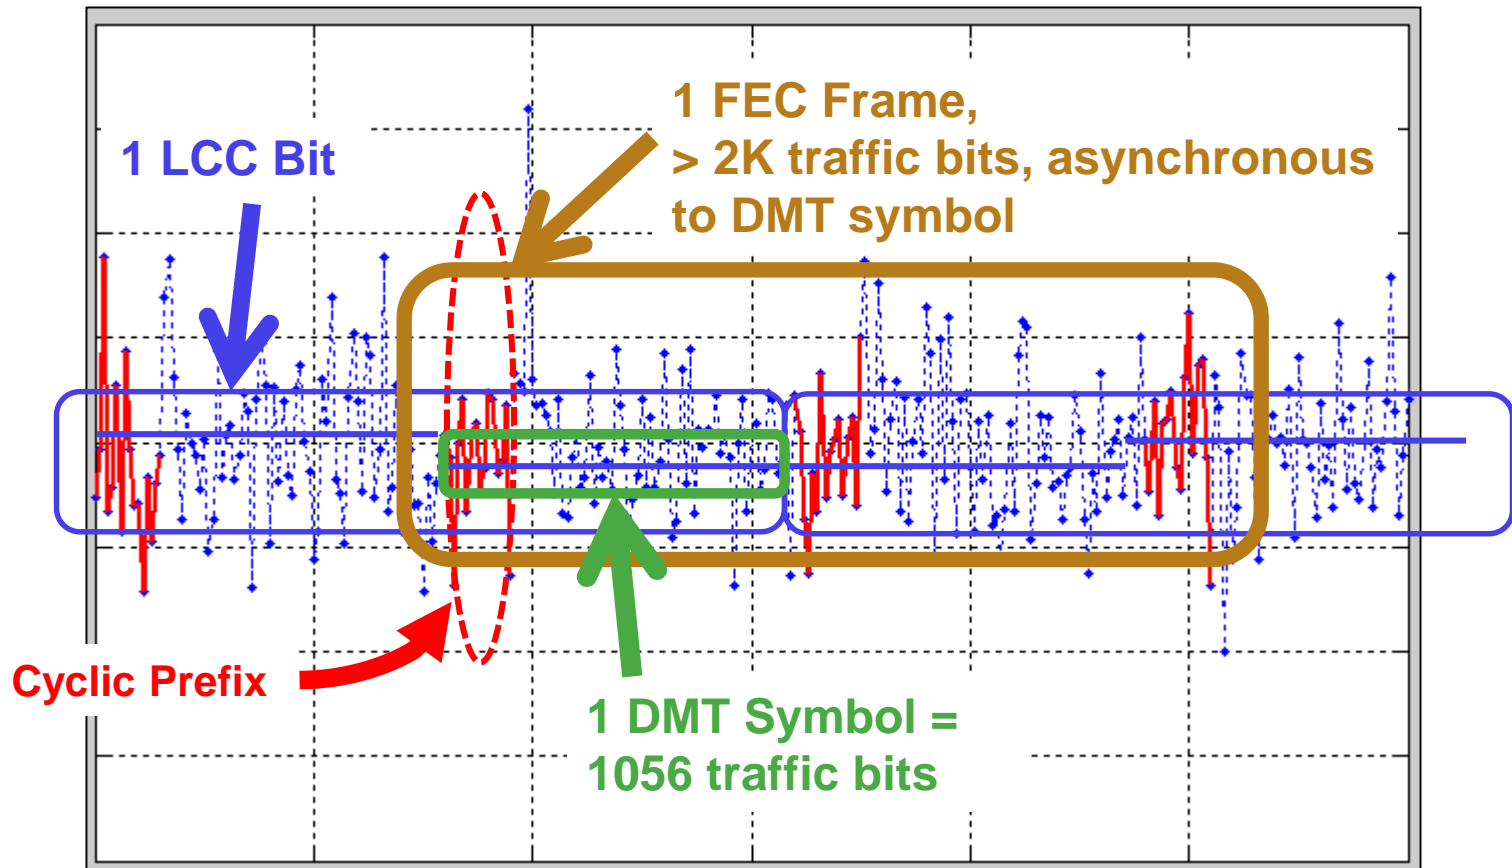 1 FEC Frame,
> 2K traffic bits, asynchronous
to DMT symbol
1 LCC Bit
Cyclic Prefix
1 DMT Symbol =
1056 traffic bits